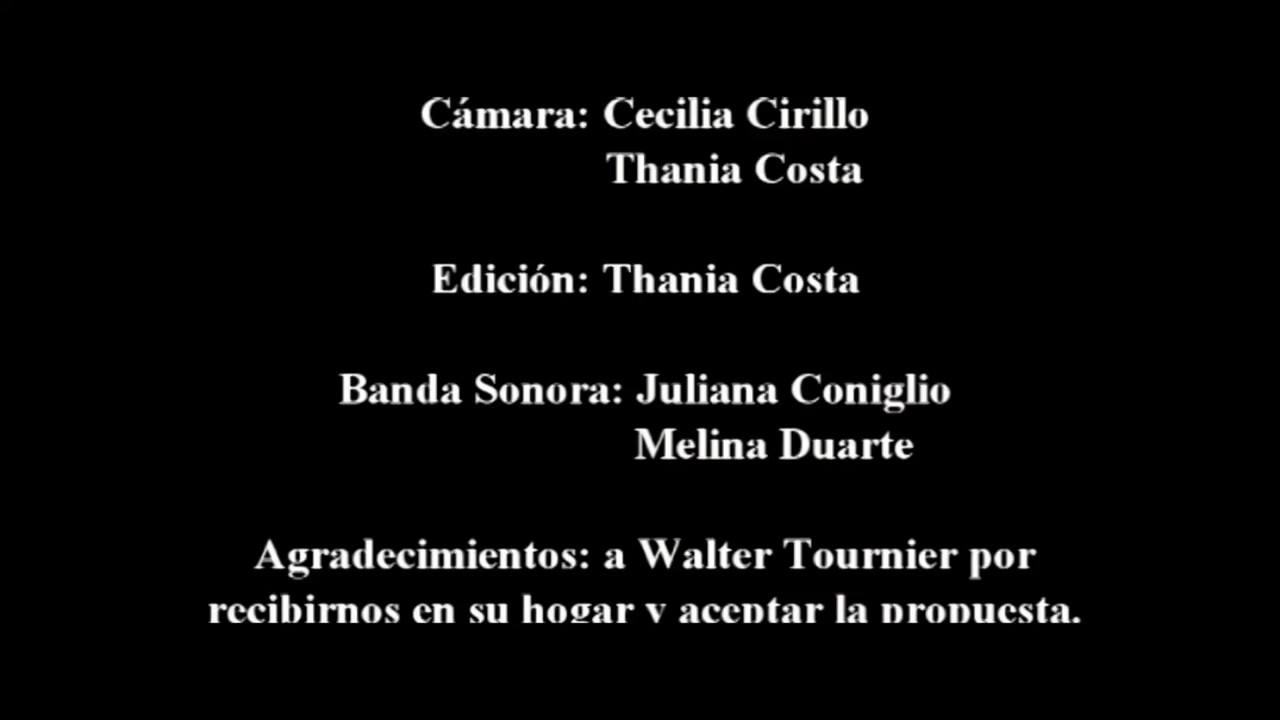 Cámara: Cecilia Cirillo
Thania Costa
Edición: Thania Costa
Banda Sonora: Juliana Coniglio
Melina Duarte
Agradecimientos: a Walter Tournier por
recibirnos en su hogar y aceptar la propuesta.